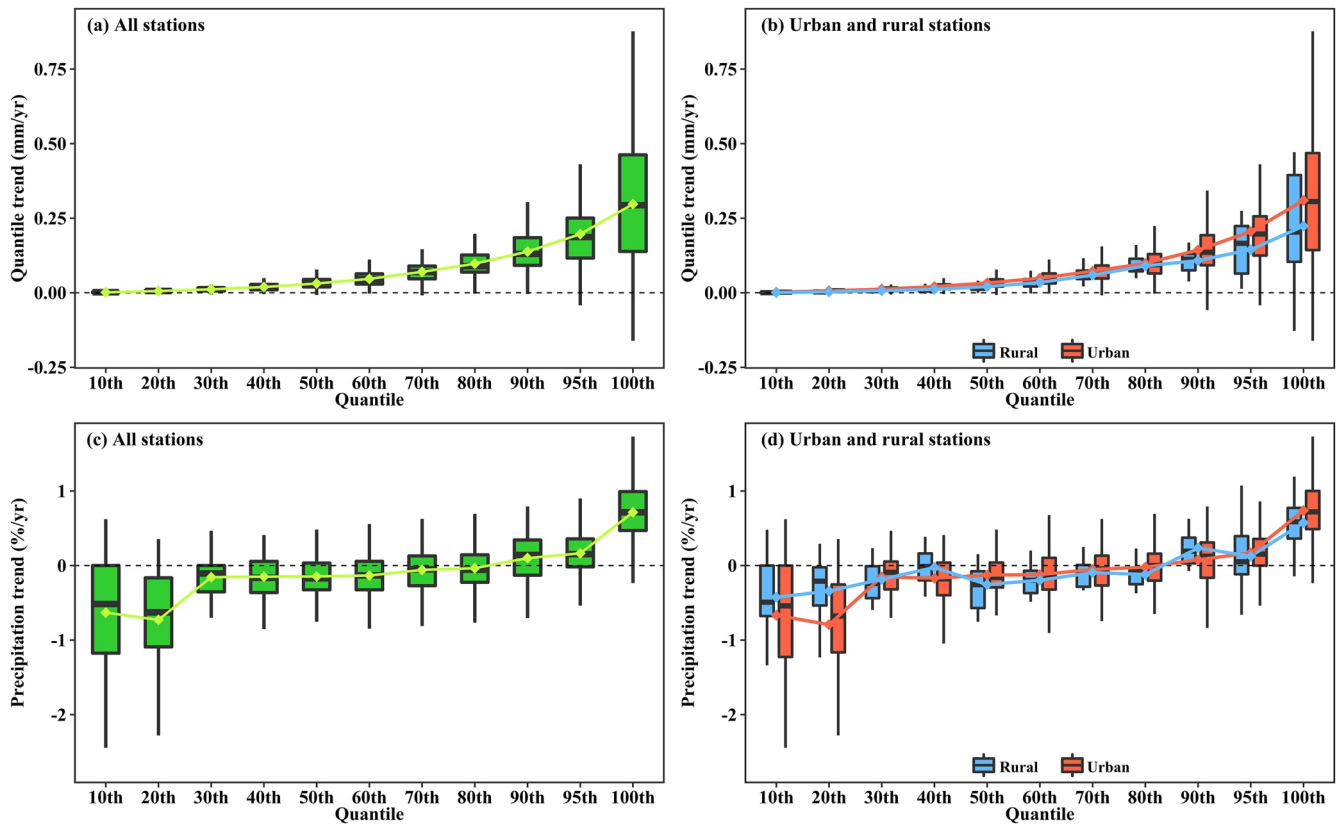 (a) All stations
Quantile trend (mm/yr)
0.75
0.50
0.25
0.00
-0.25
10th 20th 30th 40th 50th 60th 70th 80th 90th 95th 100th
Quantile
(b) Urban and rural stations
Quantile trend (mm/yr)
0.75
0.50
0.25
0.00
-0.25
Rural Urban
10th 20th 30th 40th 50th 60th 70th 80th 90th 95th 100th
Quantile
(c) All stations
Precipitation trend (%/yr)
1
0
-1
-2
10th 20th 30th 40th 50th 60th 70th 80th 90th 95th 100th
Quantile
(d) Urban and rural stations
Precipitation trend (%/yr)
1
0
-1
-2
Rural Urban
10th 20th 30th 40th 50th 60th 70th 80th 90th 95th 100th
Quantile